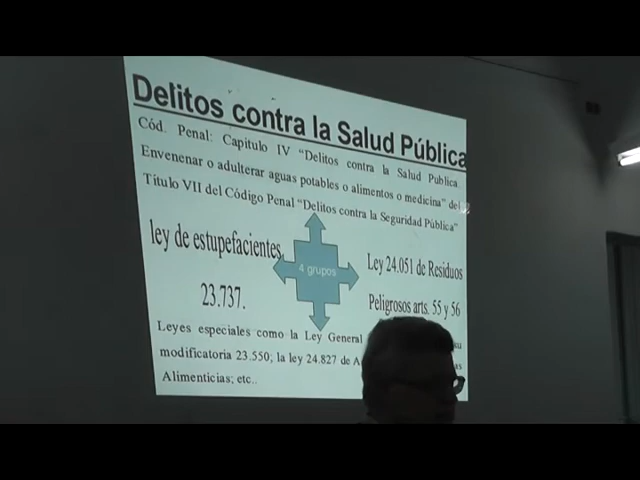 Delitos contra la Salud Pública
Cód. Penal: Capitulo IV “Delitos contra la Salud Publica.
Envenenar o adulterar aguas potables o alimentos o medicina” del
Título VII del Código Penal “Delitos contra la Seguridad Pública”
ley de estupefacientes
23.737.
4 grupos
Ley 24.051 de Residuos
Peligrosos arts. 55 y 56
Leyes especiales como la Ley General
modificatoria 23.550; la ley 24.827 de
Alimenticias; etc..